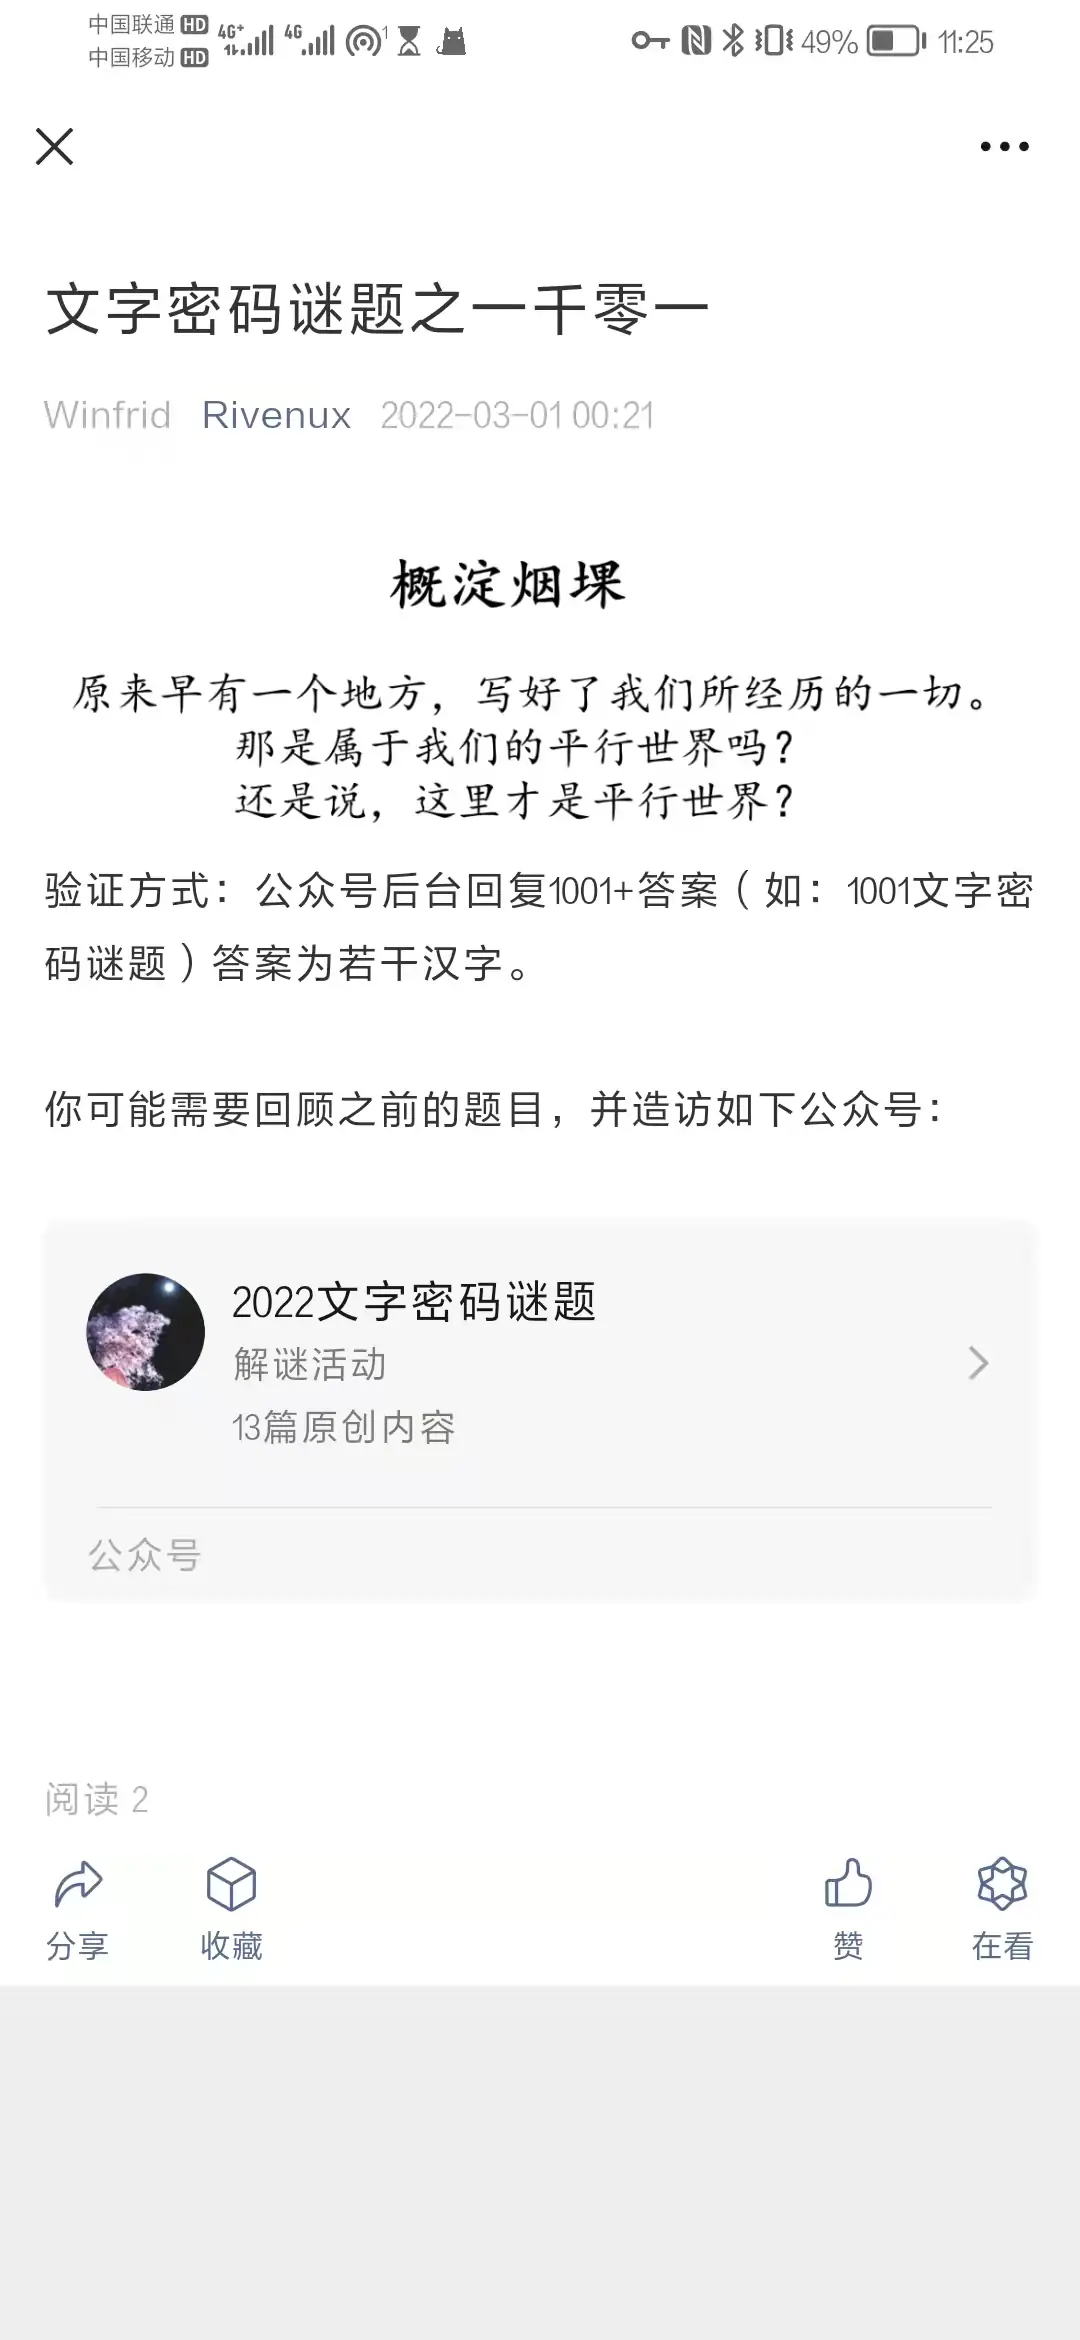 中国联通 HD 4G+ 4G 1 49% 11:25
中国移动 HD
文字密码谜题之一千零一
Winfrid Rivenux 2022-03-01 00:21
概淀烟堁
原来早有一个地方，写好了我们所经历的一切。
那是属于我们的平行世界吗？
还是说，这里才是平行世界？
验证方式：公众号后台回复1001+答案（如：1001文字密
码谜题）答案为若干汉字。
你可能需要回顾之前的题目，并造访如下公众号：
2022文字密码谜题
解谜活动
13篇原创内容
公众号
阅读 2
分享 收藏 赞 在看